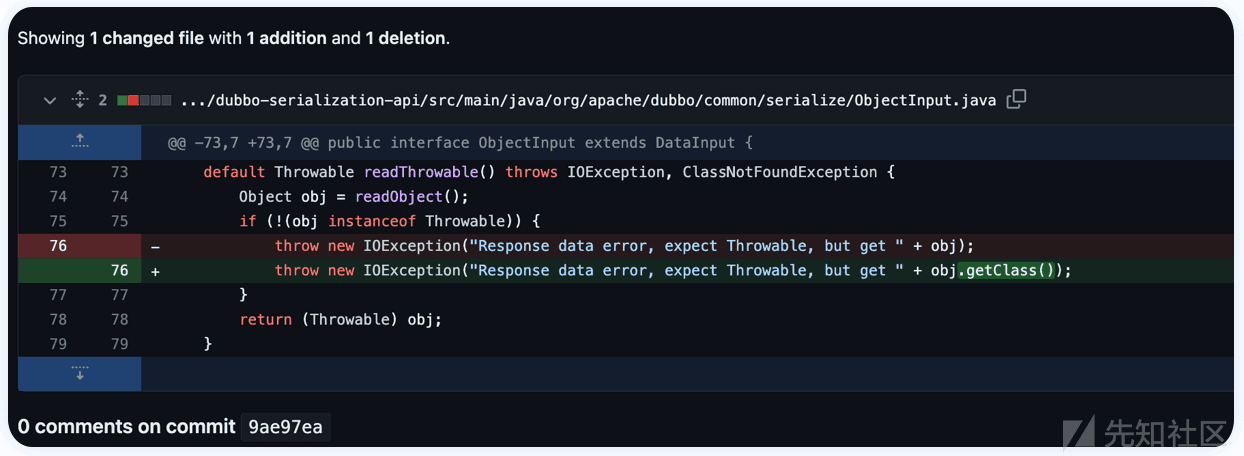 Showing 1 changed file with 1 addition and 1 deletion.
2 .../dubbo-serialization-api/src/main/java/org/apache/dubbo/common/serialize/ObjectInput.java
@@ -73,7 +73,7 @@ public interface ObjectInput extends DataInput {
73 73 default Throwable readThrowable() throws IOException, ClassNotFoundException {
74 74 Object obj = readObject();
75 75 if (!(obj instanceof Throwable)) {
76 - throw new IOException("Response data error, expect Throwable, but get " + obj);
76 + throw new IOException("Response data error, expect Throwable, but get " + obj.getClass());
77 77 }
78 78 return (Throwable) obj;
79 79 }
0 comments on commit 9ae97ea
先知社区